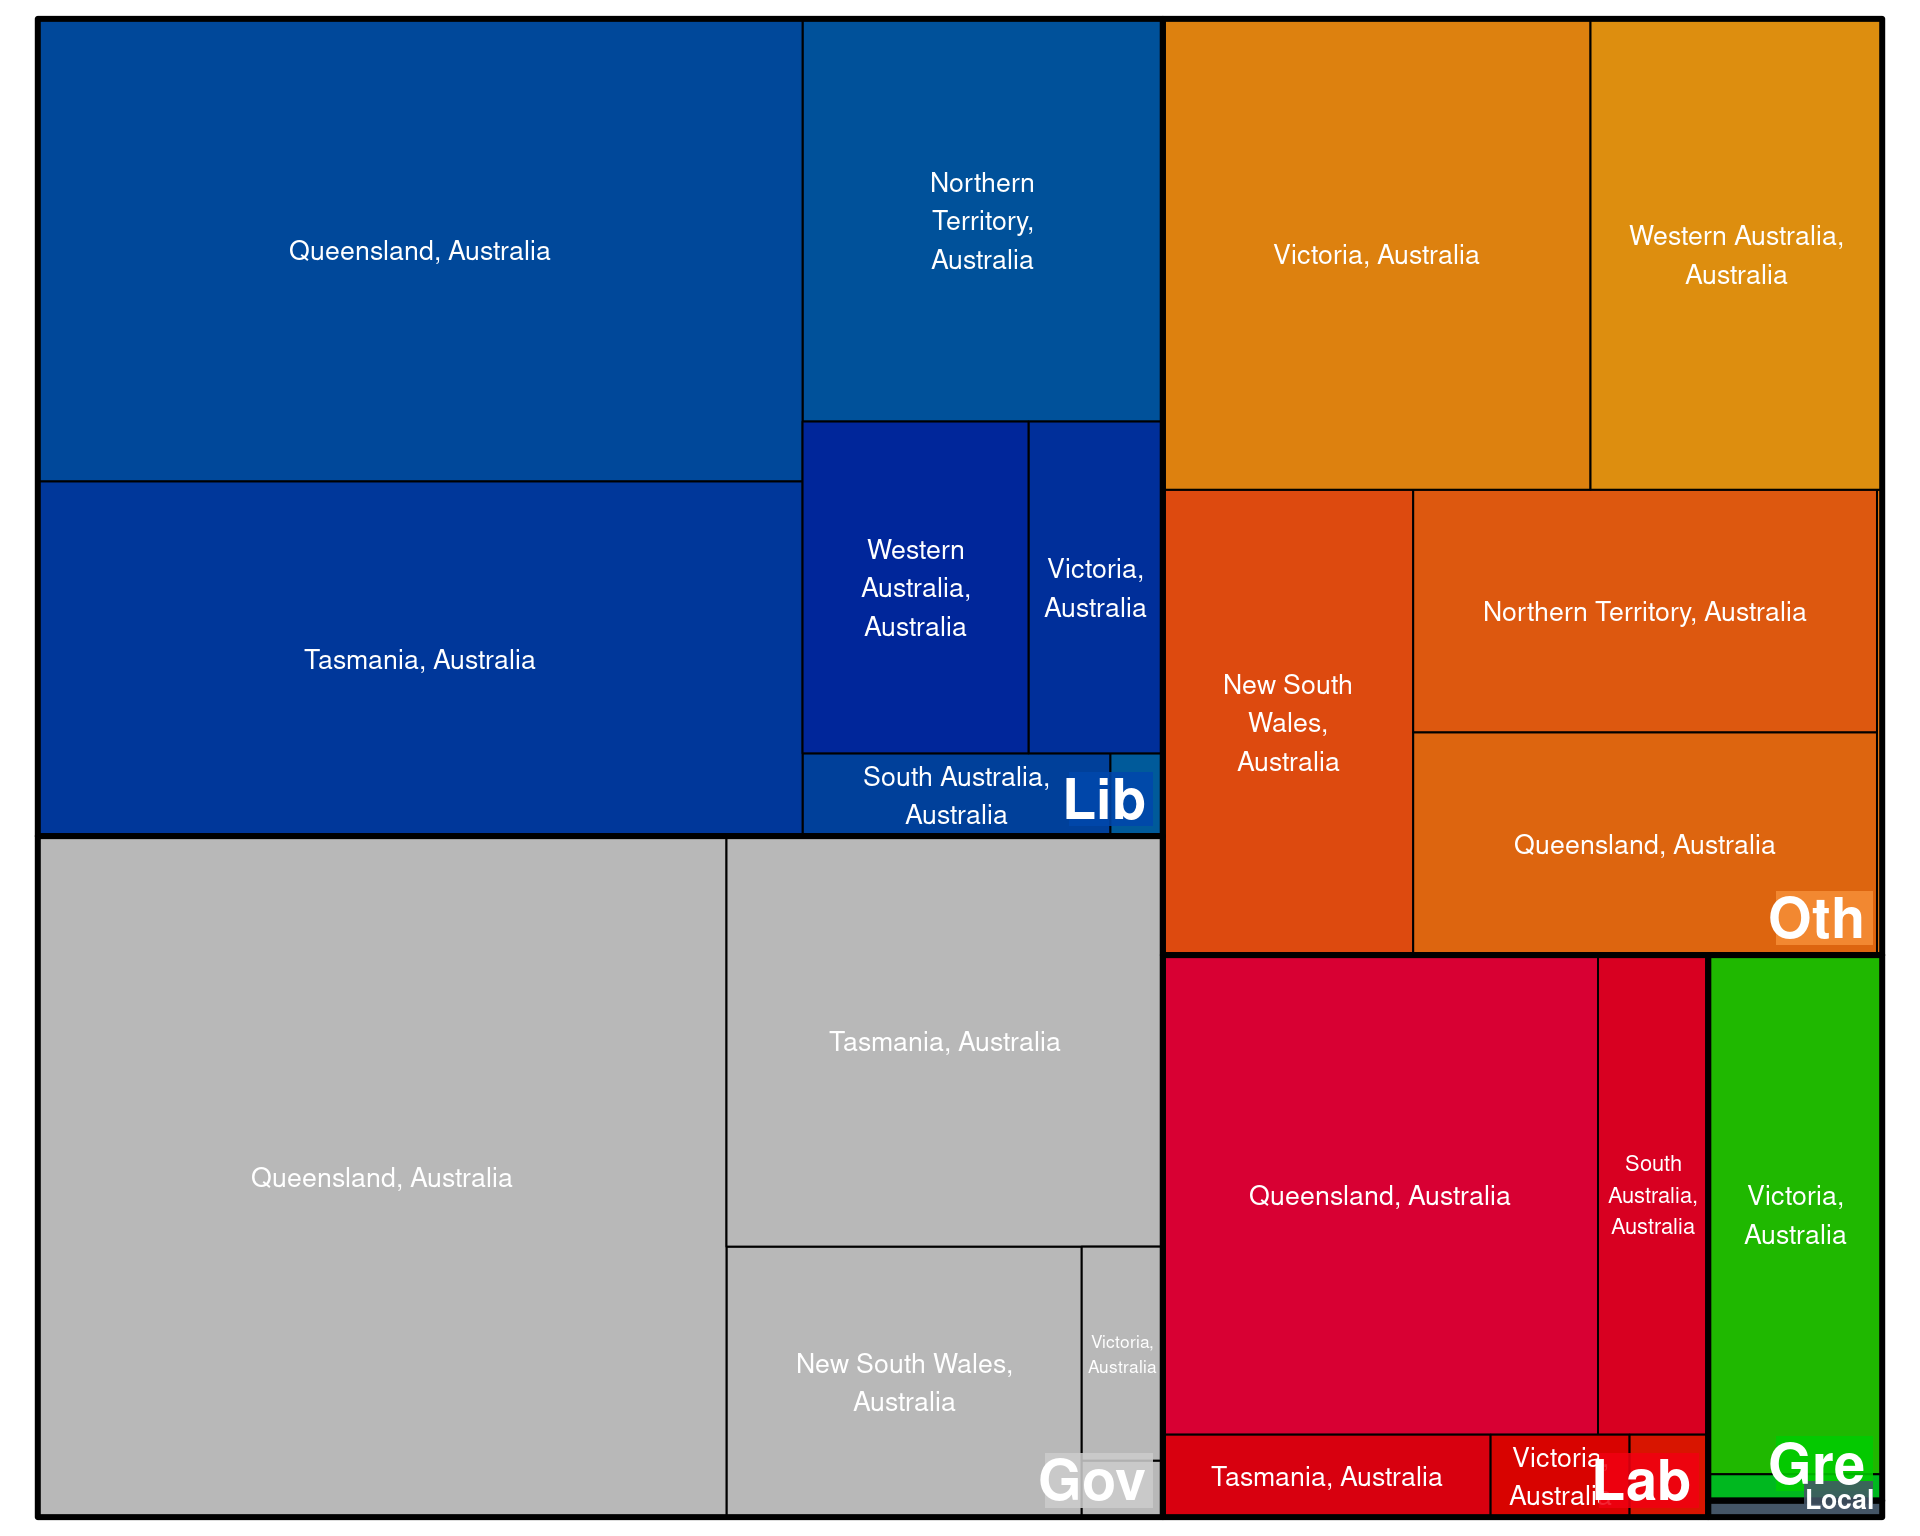 Queensland, Australia
Northern
Territory,
Australia
Tasmania, Australia
Western
Australia,
Australia
Victoria,
Australia
South Australia,
Australia
Lib
Victoria, Australia
Western Australia,
Australia
New South
Wales,
Australia
Northern Territory, Australia
Queensland, Australia
Oth
Queensland, Australia
Tasmania, Australia
New South Wales,
Australia
Victoria,
Australia
Gov
Queensland, Australia
South
Australia,
Australia
Tasmania, Australia
Victoria,
Australia
Lab
Victoria,
Australia
Gre
Local